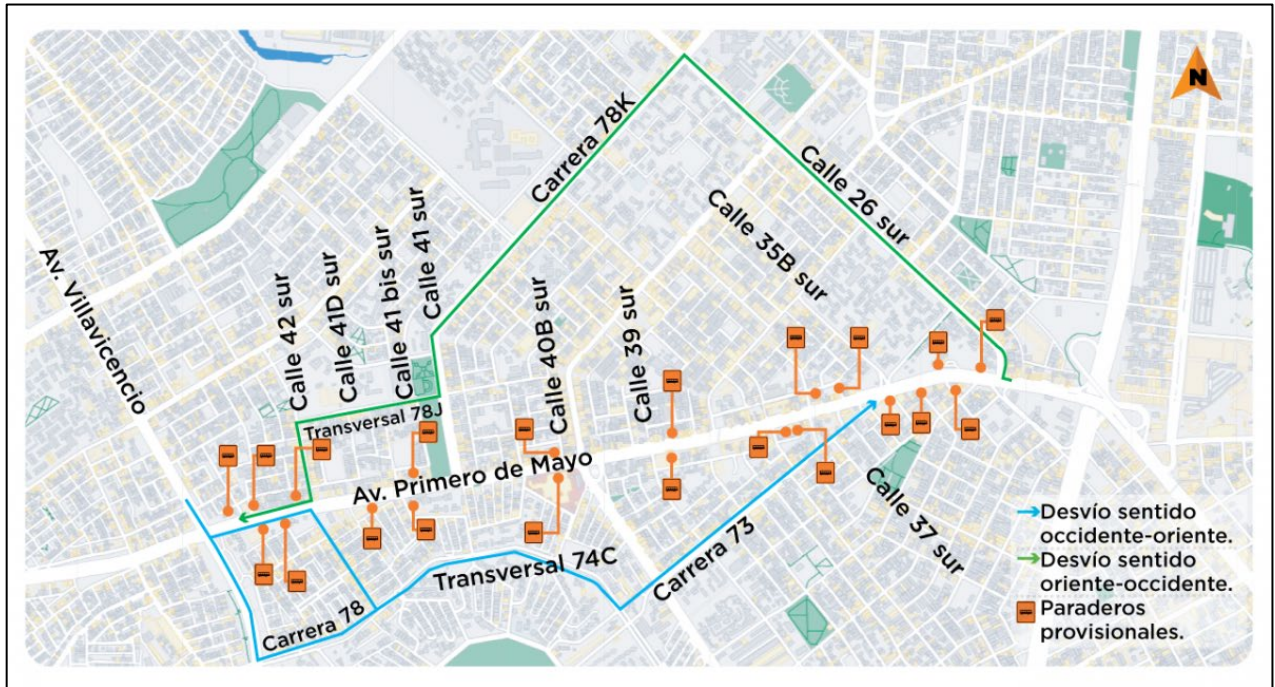 N
Carrera 78K
Calle 26 sur
Calle 35B sur
Av. Villavicencio
Calle 42 sur
Calle 41D sur
Calle 41 bis sur
Calle 41 sur
Calle 40B sur
Calle 39 sur
Transversal 78J
Av. Primero de Mayo
Calle 37 sur
Carrera 73
Transversal 74C
Carrera 78
Desvío sentido
occidente-oriente.
Desvío sentido
oriente-occidente.
Paraderos
provisionales.